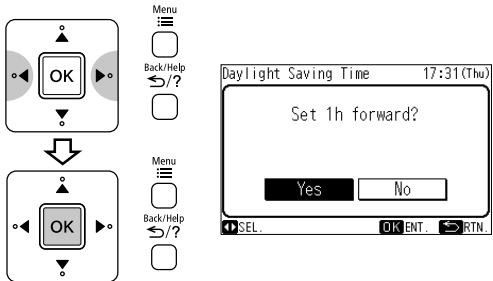 Menu
OK
Back/Help
/?
Daylight Saving Time 17:31(Thu)
Set 1h forward?
Yes No
SEL. OK ENT. RTN.
Menu
OK
Back/Help
/?